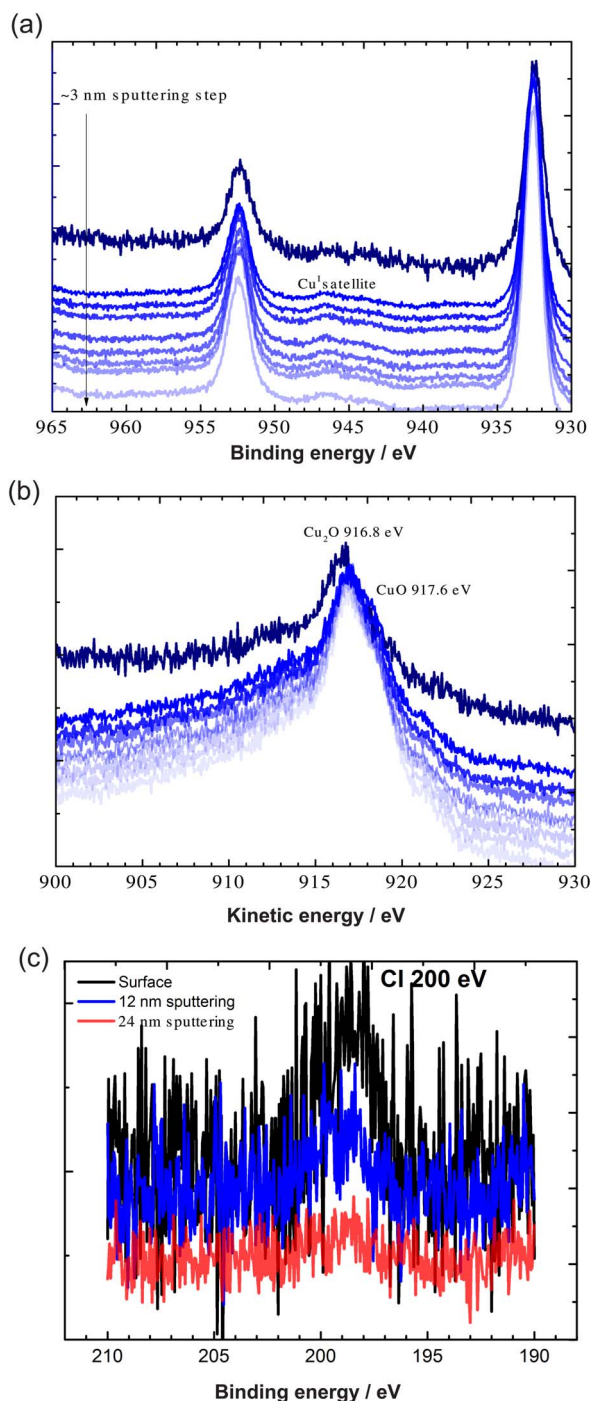 (a)
~3 nm sputtering step
Cuᴵ satellite
965 960 955 950 945 940 935 930
Binding energy / eV
(b)
Cu₂O 916.8 eV
CuO 917.6 eV
900 905 910 915 920 925 930
Kinetic energy / eV
(c)
Surface
Cl 200 eV
12 nm sputtering
24 nm sputtering
210 205 200 195 190
Binding energy / eV